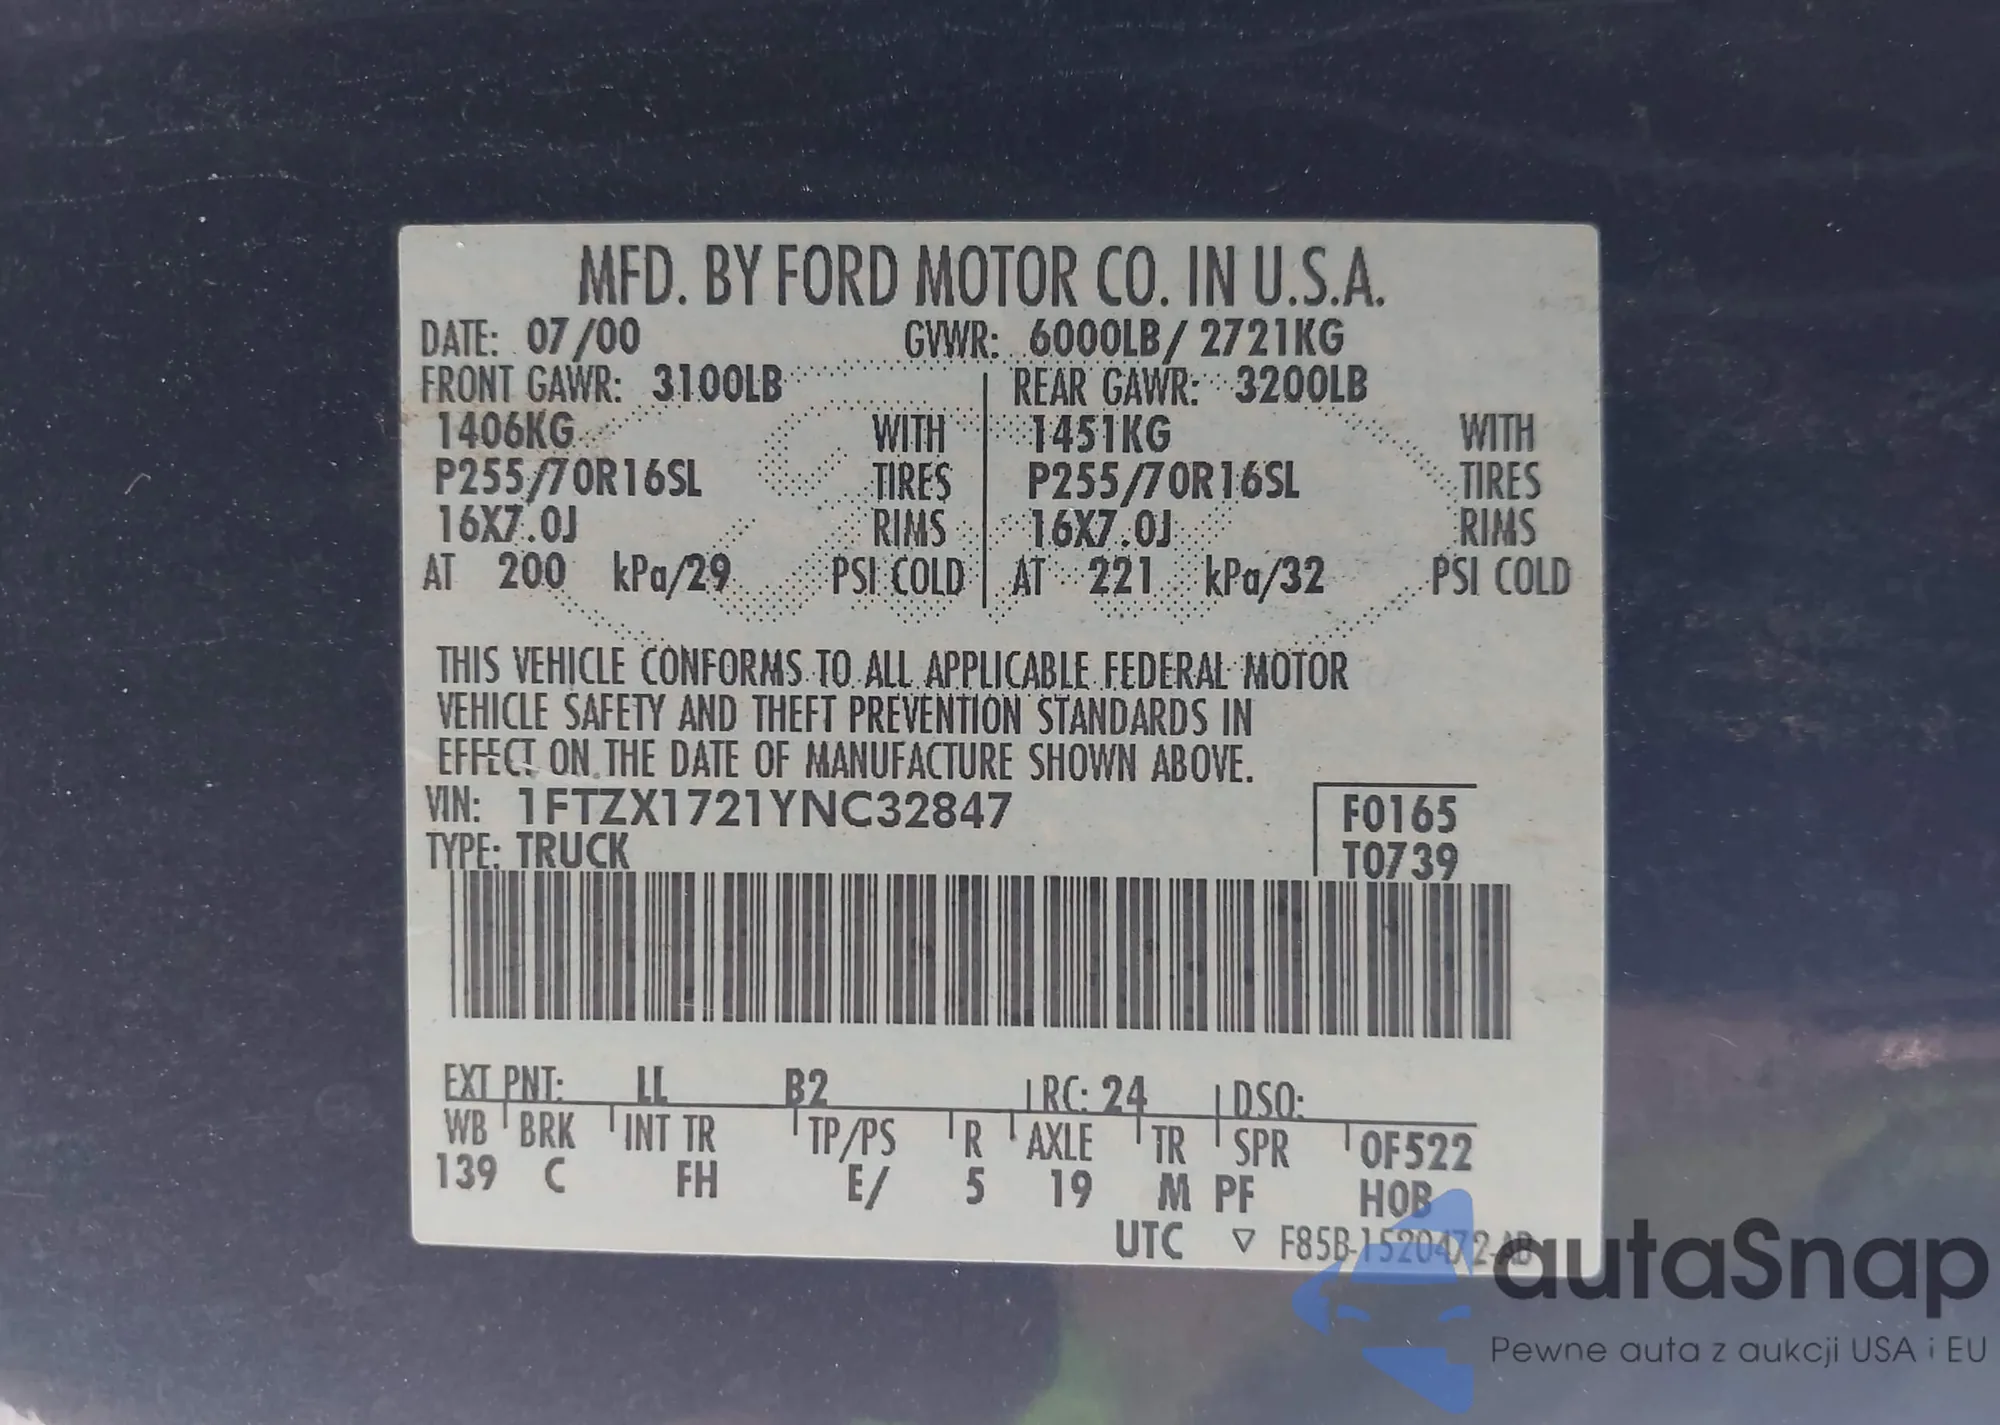 MFD. BY FORD MOTOR CO. IN U.S.A.
DATE: 07/00 GVWR: 6000LB/ 2721KG
FRONT GAWR: 3100LB REAR GAWR: 3200LB
1406KG WITH 1451KG WITH
P255/70R16SL TIRES P255/70R16SL TIRES
16X7.0J RIMS 16X7.0J RIMS
AT 200 kPa/29 PSI COLD AT 221 kPa/32 PSI COLD
THIS VEHICLE CONFORMS TO ALL APPLICABLE FEDERAL MOTOR
VEHICLE SAFETY AND THEFT PREVENTION STANDARDS IN
EFFECT ON THE DATE OF MANUFACTURE SHOWN ABOVE.
VIN: 1FTZX1721YNC32847 F0165
TYPE: TRUCK T0739
EXT PNT: LL B2 RC: 24 DSO:
WB BRK INT TR TP/PS R AXLE TR SPR 0F522
139 C FH E/ 5 19 M PF H0B
UTC ▽ F85B-1520472-AB
autaSnap
Pewne auta z aukcji USA i EU